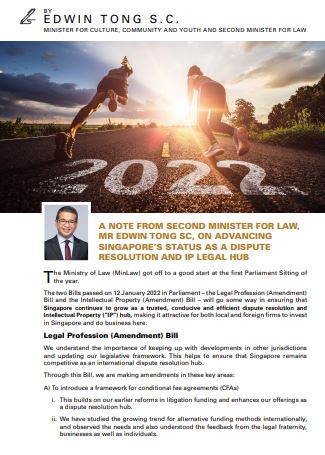 BY
EDWIN TONG S.C.
MINISTER FOR CULTURE, COMMUNITY AND YOUTH AND SECOND MINISTER FOR LAW
2022
A NOTE FROM SECOND MINISTER FOR LAW,
MR EDWIN TONG SC, ON ADVANCING
SINGAPORE'S STATUS AS A DISPUTE
RESOLUTION AND IP LEGAL HUB
The Ministry of Law (MinLaw) got off to a good start at the first Parliament Sitting of
the year.
The two Bills passed on 12 January 2022 in Parliament – the Legal Profession (Amendment)
Bill and the Intellectual Property (Amendment) Bill – will go some way in ensuring that
Singapore continues to grow as a trusted, conducive and efficient dispute resolution and
Intellectual Property ("IP") hub, making it attractive for both local and foreign firms to invest
in Singapore and do business here.
Legal Profession (Amendment) Bill
We understand the importance of keeping up with developments in other jurisdictions
and updating our legislative framework. This helps to ensure that Singapore remains
competitive as an international dispute resolution hub.
Through this Bill, we are making amendments in these key areas:
A) To introduce a framework for conditional fee agreements (CFAs)
i. This builds on our earlier reforms in litigation funding and enhances our offerings as
a dispute resolution hub.
ii. We have studied the growing trend for alternative funding methods internationally,
and observed the needs and also understood the feedback from the legal fraternity,
businesses as well as individuals.